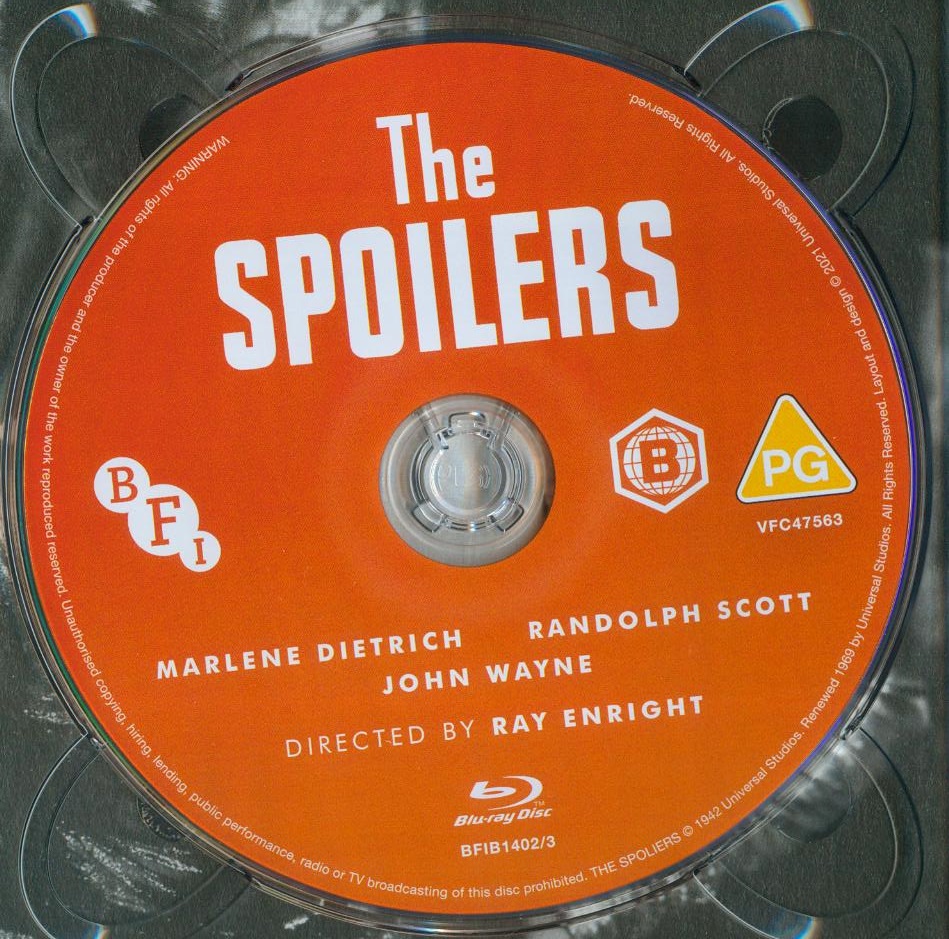 The
SPOILERS
BFI
B
PG
VFC47563
MARLENE DIETRICH RANDOLPH SCOTT
JOHN WAYNE
DIRECTED BY RAY ENRIGHT
Blu-ray Disc™
BFIB1402/3
WARNING: All rights of the producer and the owner of the work reproduced reserved. Unauthorised copying, hiring, lending, public performance, radio or TV broadcasting of this disc prohibited. THE SPOLIERS © 1942 Universal Studios. Renewed 1969 by Universal Studios. All Rights Reserved. Layout and design © 2021 Universal Studios. All Rights Reserved.